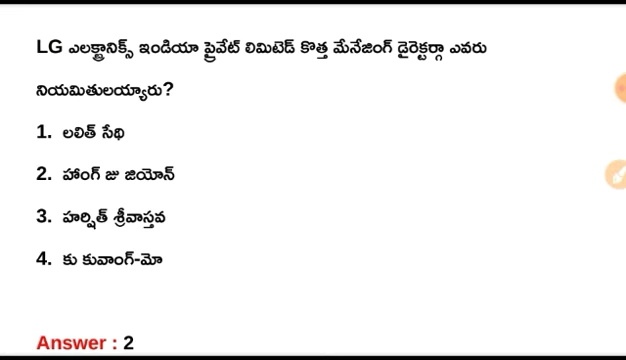 LG ఎలక్ట్రానిక్స్ ఇండియా ప్రైవేట్ లిమిటెడ్ కొత్త మేనేజింగ్ డైరెక్టర్గా ఎవరు
నియమితులయ్యారు?
1. లలిత్ సేథి
2. హాంగ్ జు జియోన్
3. హర్షిత్ శ్రీవాస్తవ
4. కు కువాంగ్-మో
Answer : 2